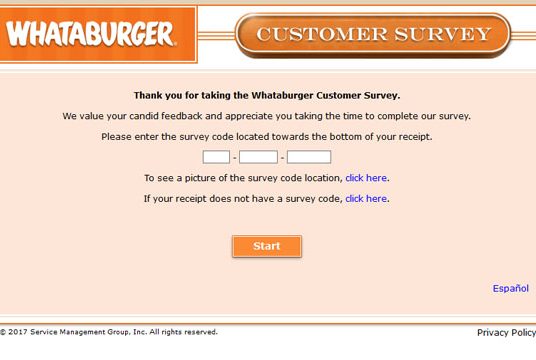 WHATABURGER
CUSTOMER SURVEY
Thank you for taking the Whataburger Customer Survey.
We value your candid feedback and appreciate you taking the time to complete our survey.
Please enter the survey code located towards the bottom of your receipt.
- -
To see a picture of the survey code location, click here.
If your receipt does not have a survey code, click here.
Start
Español
© 2017 Service Management Group, Inc. All rights reserved.
Privacy Policy